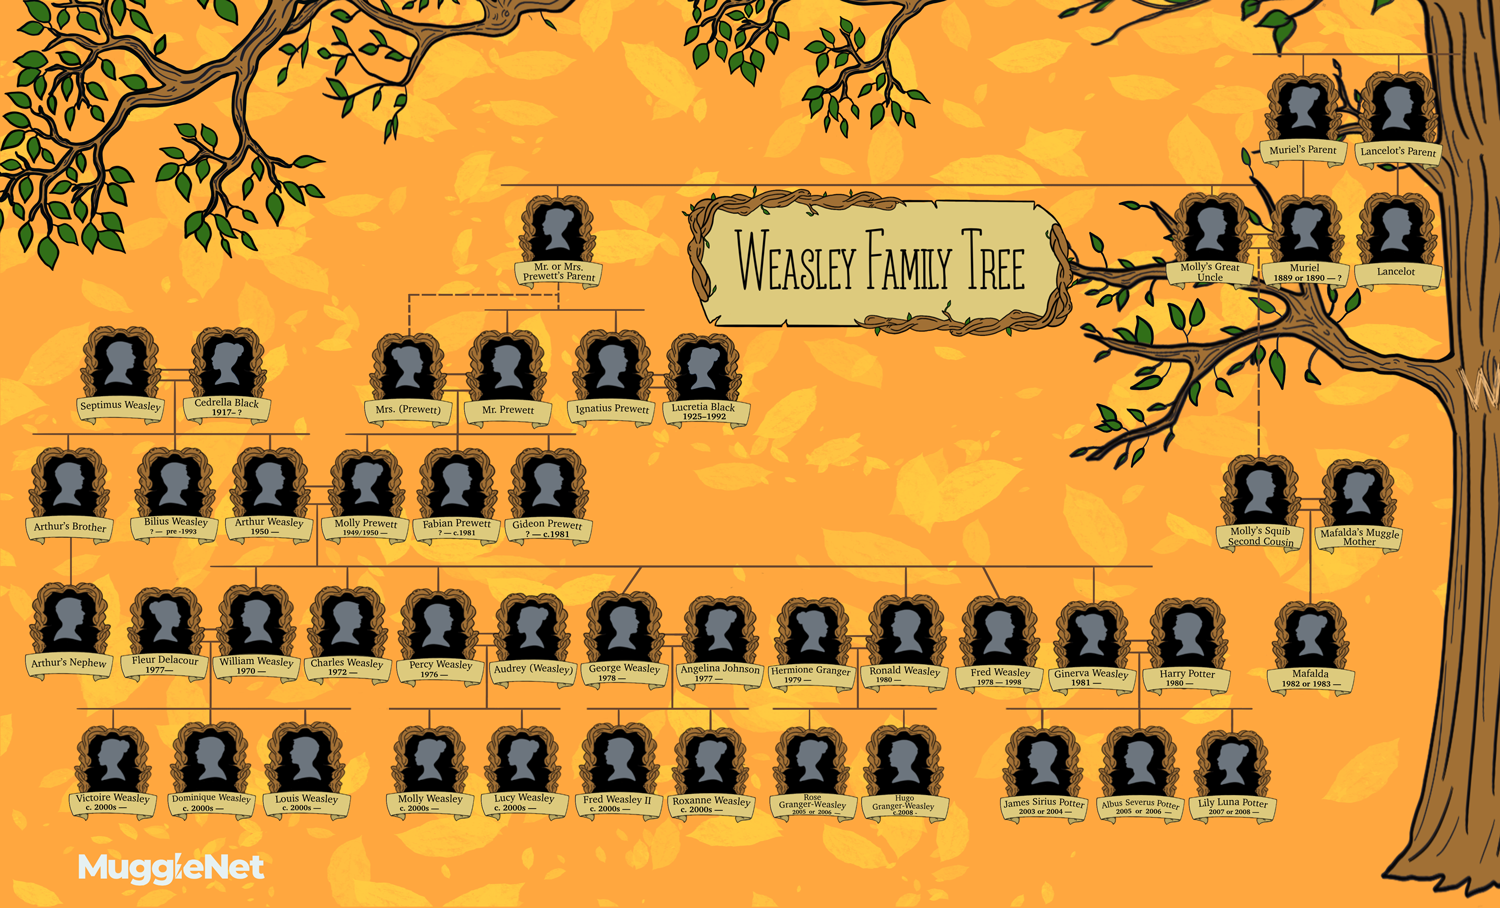 Muriel's Parent
Lancelot's Parent
WEASLEY FAMILY TREE
Mr. or Mrs.
Prewett's Parent
Molly's Great
Uncle
Muriel
1889 or 1890 — ?
Lancelot
Septimus Weasley
Cedrella Black
1917– ?
Mrs. (Prewett)
Mr. Prewett
Ignatius Prewett
Lucretia Black
1925–1992
W
Arthur's Brother
Bilius Weasley
? — pre -1993
Arthur Weasley
1950 —
Molly Prewett
1949/1950 —
Fabian Prewett
? — c.1981
Gideon Prewett
? — c.1981
Molly's Squib
Second Cousin
Mafalda's Muggle
Mother
Arthur's Nephew
Fleur Delacour
1977—
William Weasley
1970 —
Charles Weasley
1972 —
Percy Weasley
1976 —
Audrey (Weasley)
George Weasley
1978 —
Angelina Johnson
1977 —
Hermione Granger
1979 —
Ronald Weasley
1980 —
Fred Weasley
1978 — 1998
Ginerva Weasley
1981 —
Harry Potter
1980 —
Mafalda
1982 or 1983 —
Victoire Weasley
c. 2000s —
Dominique Weasley
c. 2000s —
Louis Weasley
c. 2000s —
Molly Weasley
c. 2000s —
Lucy Weasley
c. 2000s —
Fred Weasley II
c. 2000s —
Roxanne Weasley
c. 2000s —
Rose
Granger-Weasley
2005 or 2006 —
Hugo
Granger-Weasley
c.2008 -
James Sirius Potter
2003 or 2004 —
Albus Severus Potter
2005 or 2006 —
Lily Luna Potter
2007 or 2008 —
MuggleNet